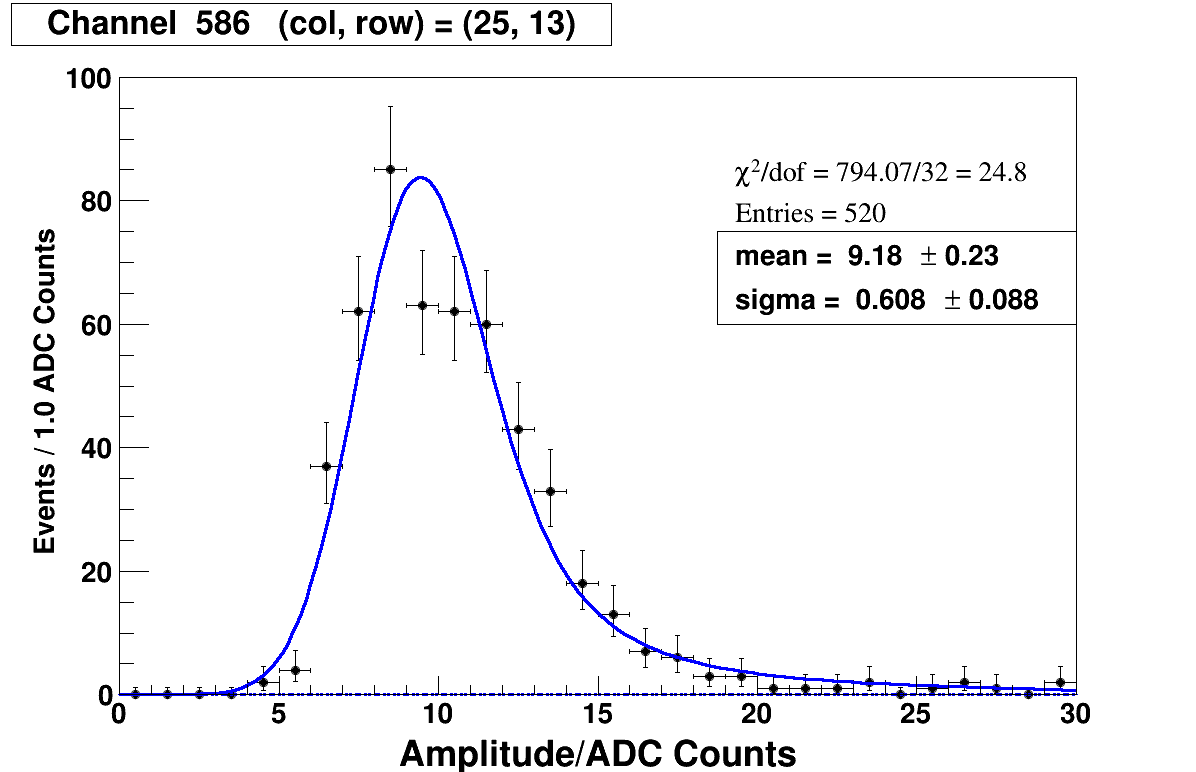 Channel 586 (col, row) = (25, 13)
100
80
60
40
20
0
Events / 1.0 ADC Counts
χ²/dof = 794.07/32 = 24.8
Entries = 520
mean = 9.18 ± 0.23
sigma = 0.608 ± 0.088
0 5 10 15 20 25 30
Amplitude/ADC Counts